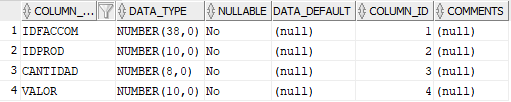 COLUMN_... DATA_TYPE NULLABLE DATA_DEFAULT COLUMN_ID COMMENTS
1 IDFACCOM NUMBER(38,0) No (null) 1 (null)
2 IDPROD NUMBER(10,0) No (null) 2 (null)
3 CANTIDAD NUMBER(8,0) No (null) 3 (null)
4 VALOR NUMBER(10,0) No (null) 4 (null)